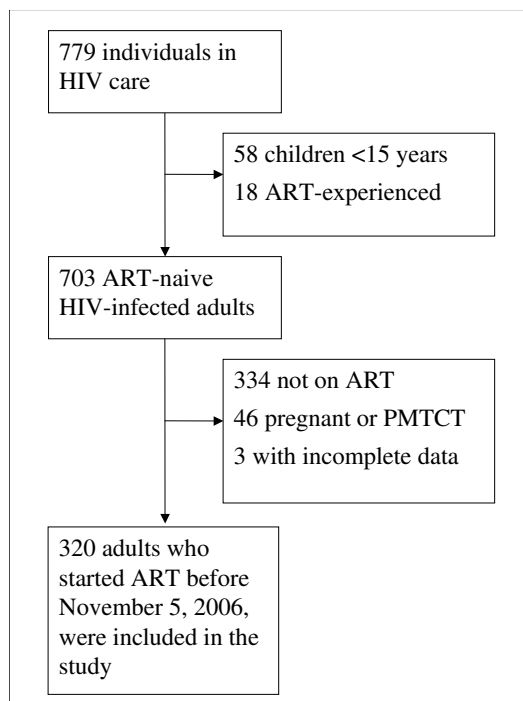 779 individuals in
HIV care
58 children <15 years
18 ART-experienced
703 ART-naive
HIV-infected adults
334 not on ART
46 pregnant or PMTCT
3 with incomplete data
320 adults who
started ART before
November 5, 2006,
were included in the
study